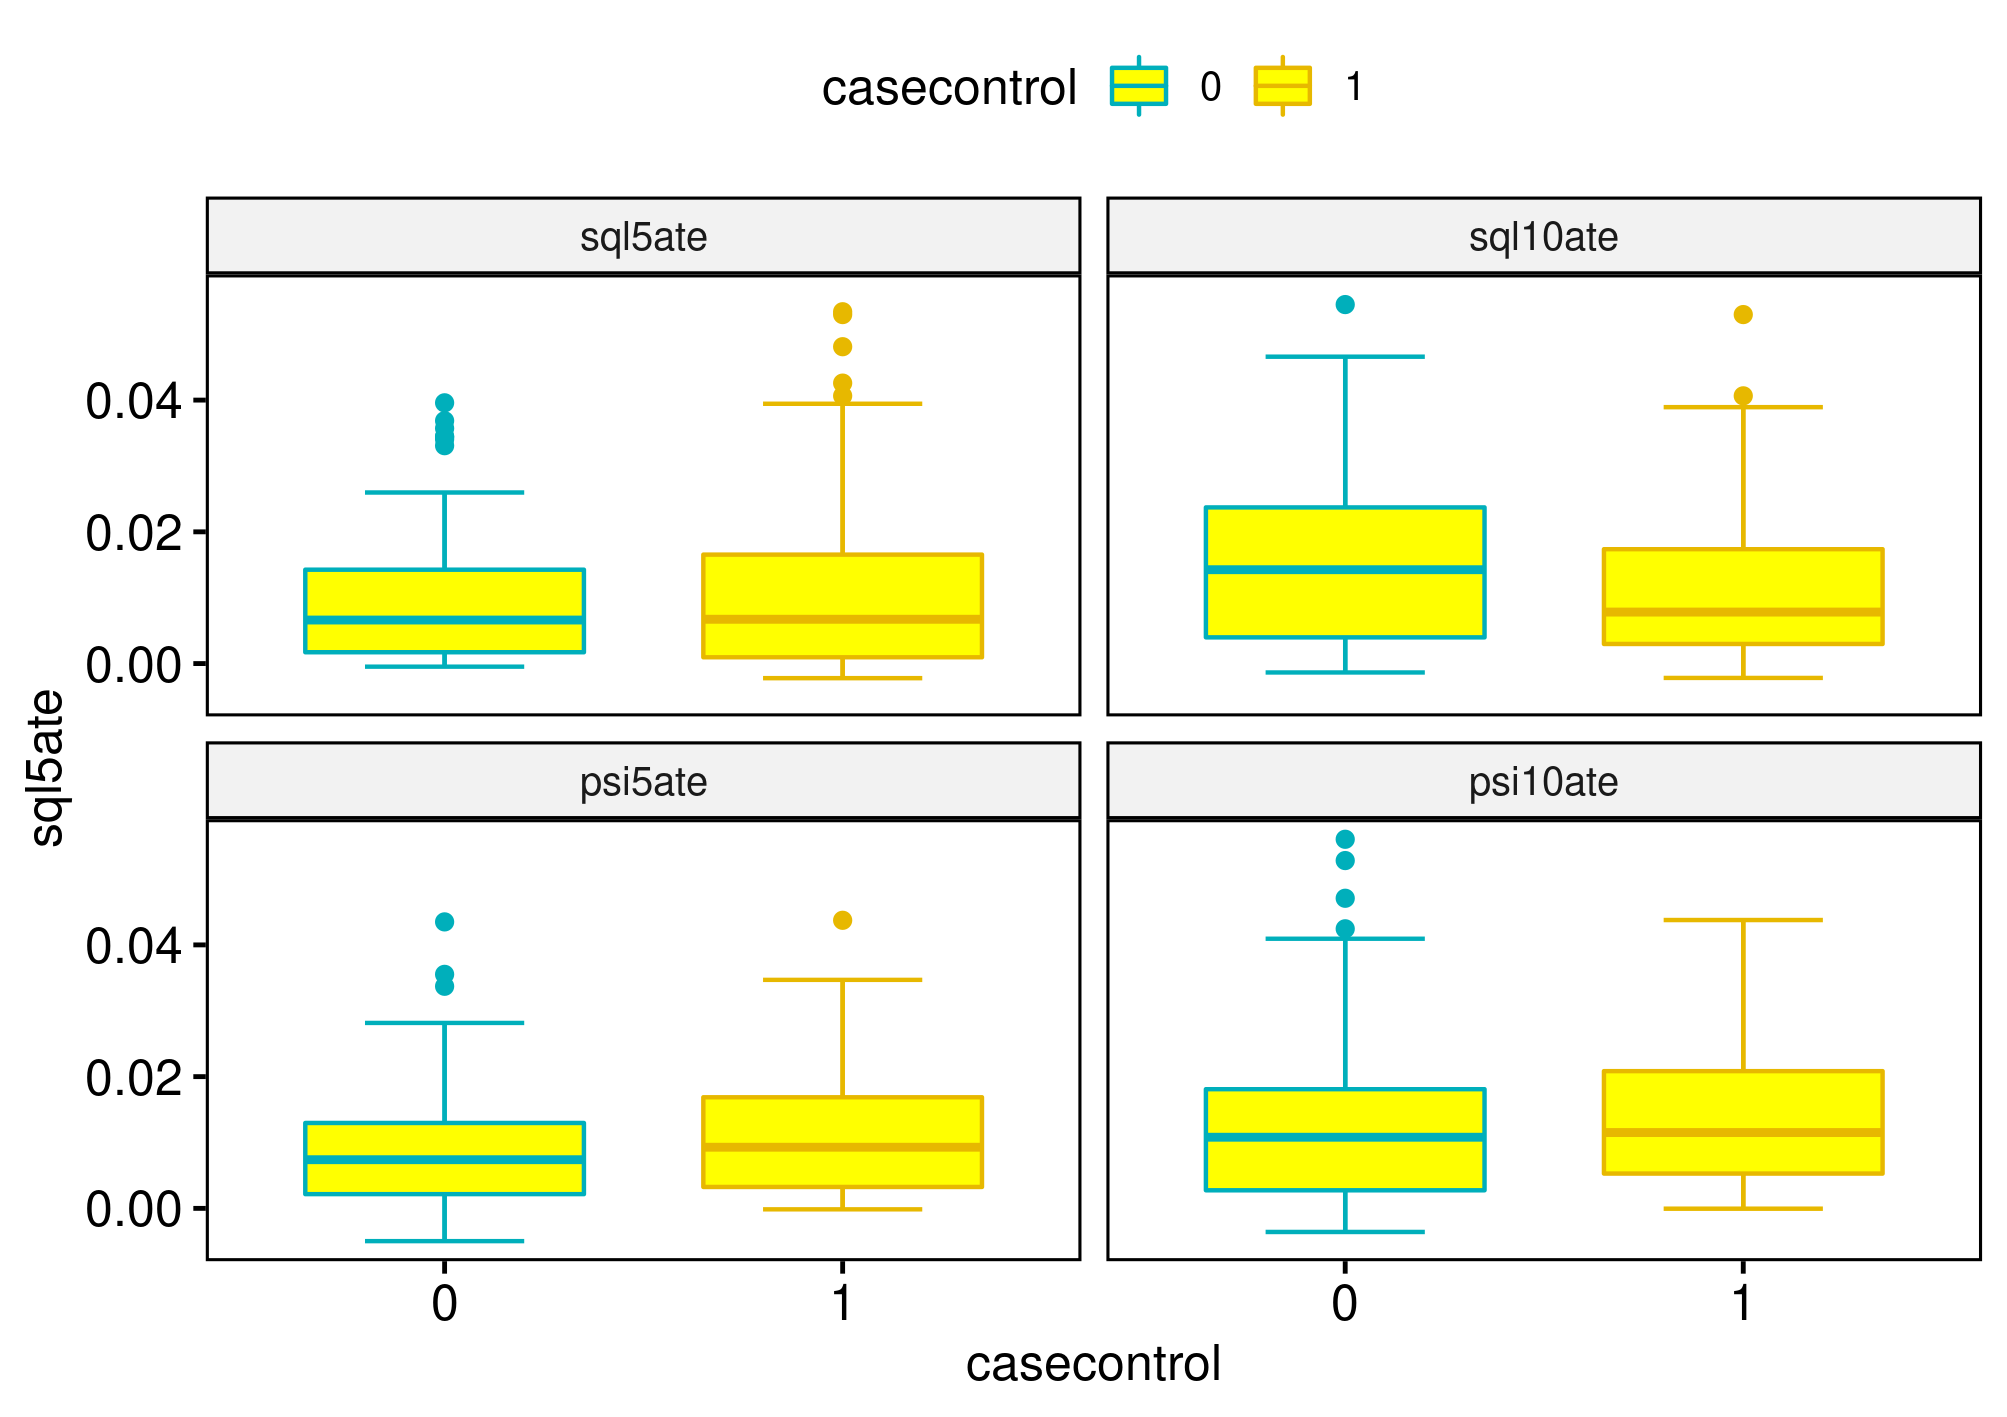 casecontrol 0 1
sql5ate
sql10ate
0.04
0.02
0.00
psi5ate
psi10ate
0.04
0.02
0.00
sql5ate
0 1 0 1
casecontrol